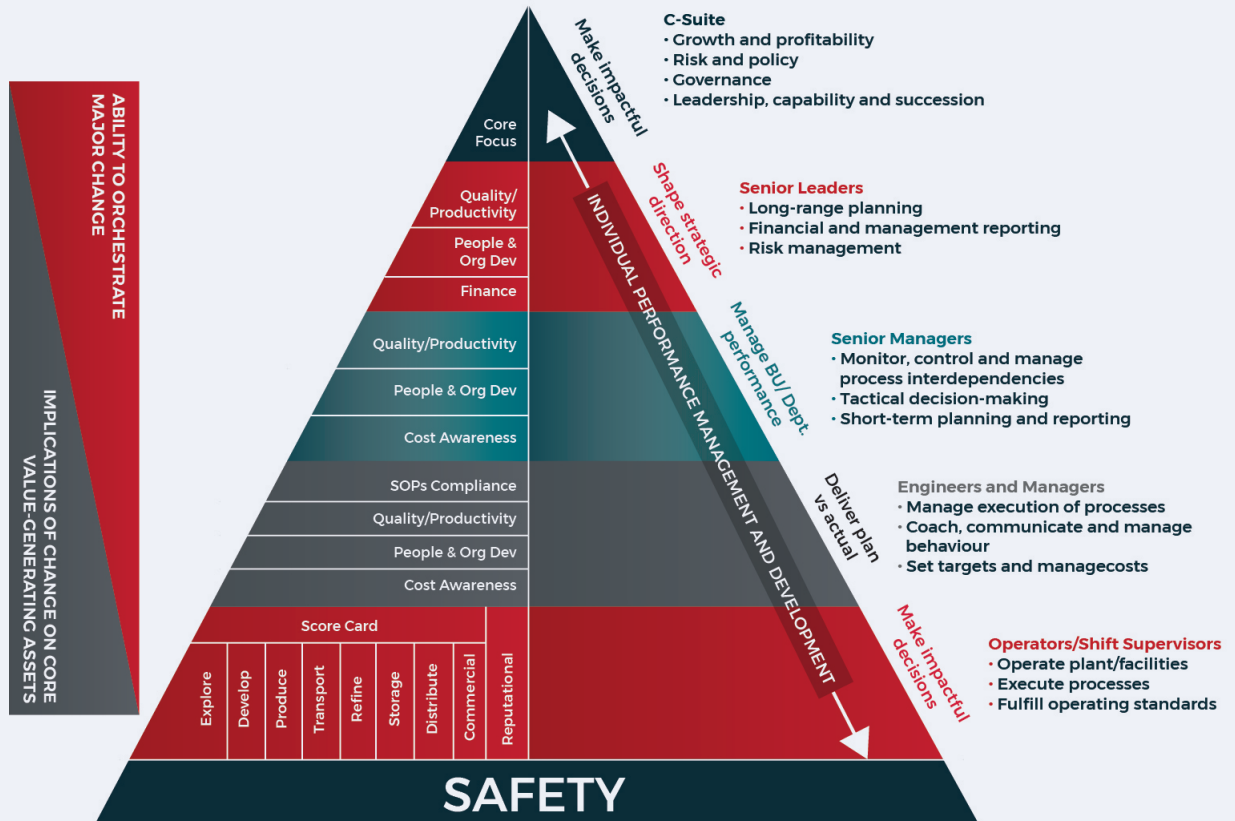 ABILITY TO ORCHESTRATE
MAJOR CHANGE
IMPLICATIONS OF CHANGE ON CORE
VALUE-GENERATING ASSETS
Core
Focus
Quality/
Productivity
People &
Org Dev
Finance
Quality/Productivity
People & Org Dev
Cost Awareness
SOPs Compliance
Quality/Productivity
People & Org Dev
Cost Awareness
Score Card
Explore
Develop
Produce
Transport
Refine
Storage
Distribute
Commercial
Reputational
SAFETY
INDIVIDUAL PERFORMANCE MANAGEMENT AND DEVELOPMENT
Make impactful
decisions
C-Suite
• Growth and profitability
• Risk and policy
• Governance
• Leadership, capability and succession
Shape strategic
direction
Senior Leaders
• Long-range planning
• Financial and management reporting
• Risk management
Manage BU/ Dept.
performance
Senior Managers
• Monitor, control and manage
process interdependencies
• Tactical decision-making
• Short-term planning and reporting
Deliver plan
vs actual
Engineers and Managers
• Manage execution of processes
• Coach, communicate and manage
behaviour
• Set targets and managecosts
Make impactful
decisions
Operators/Shift Supervisors
• Operate plant/facilities
• Execute processes
• Fulfill operating standards